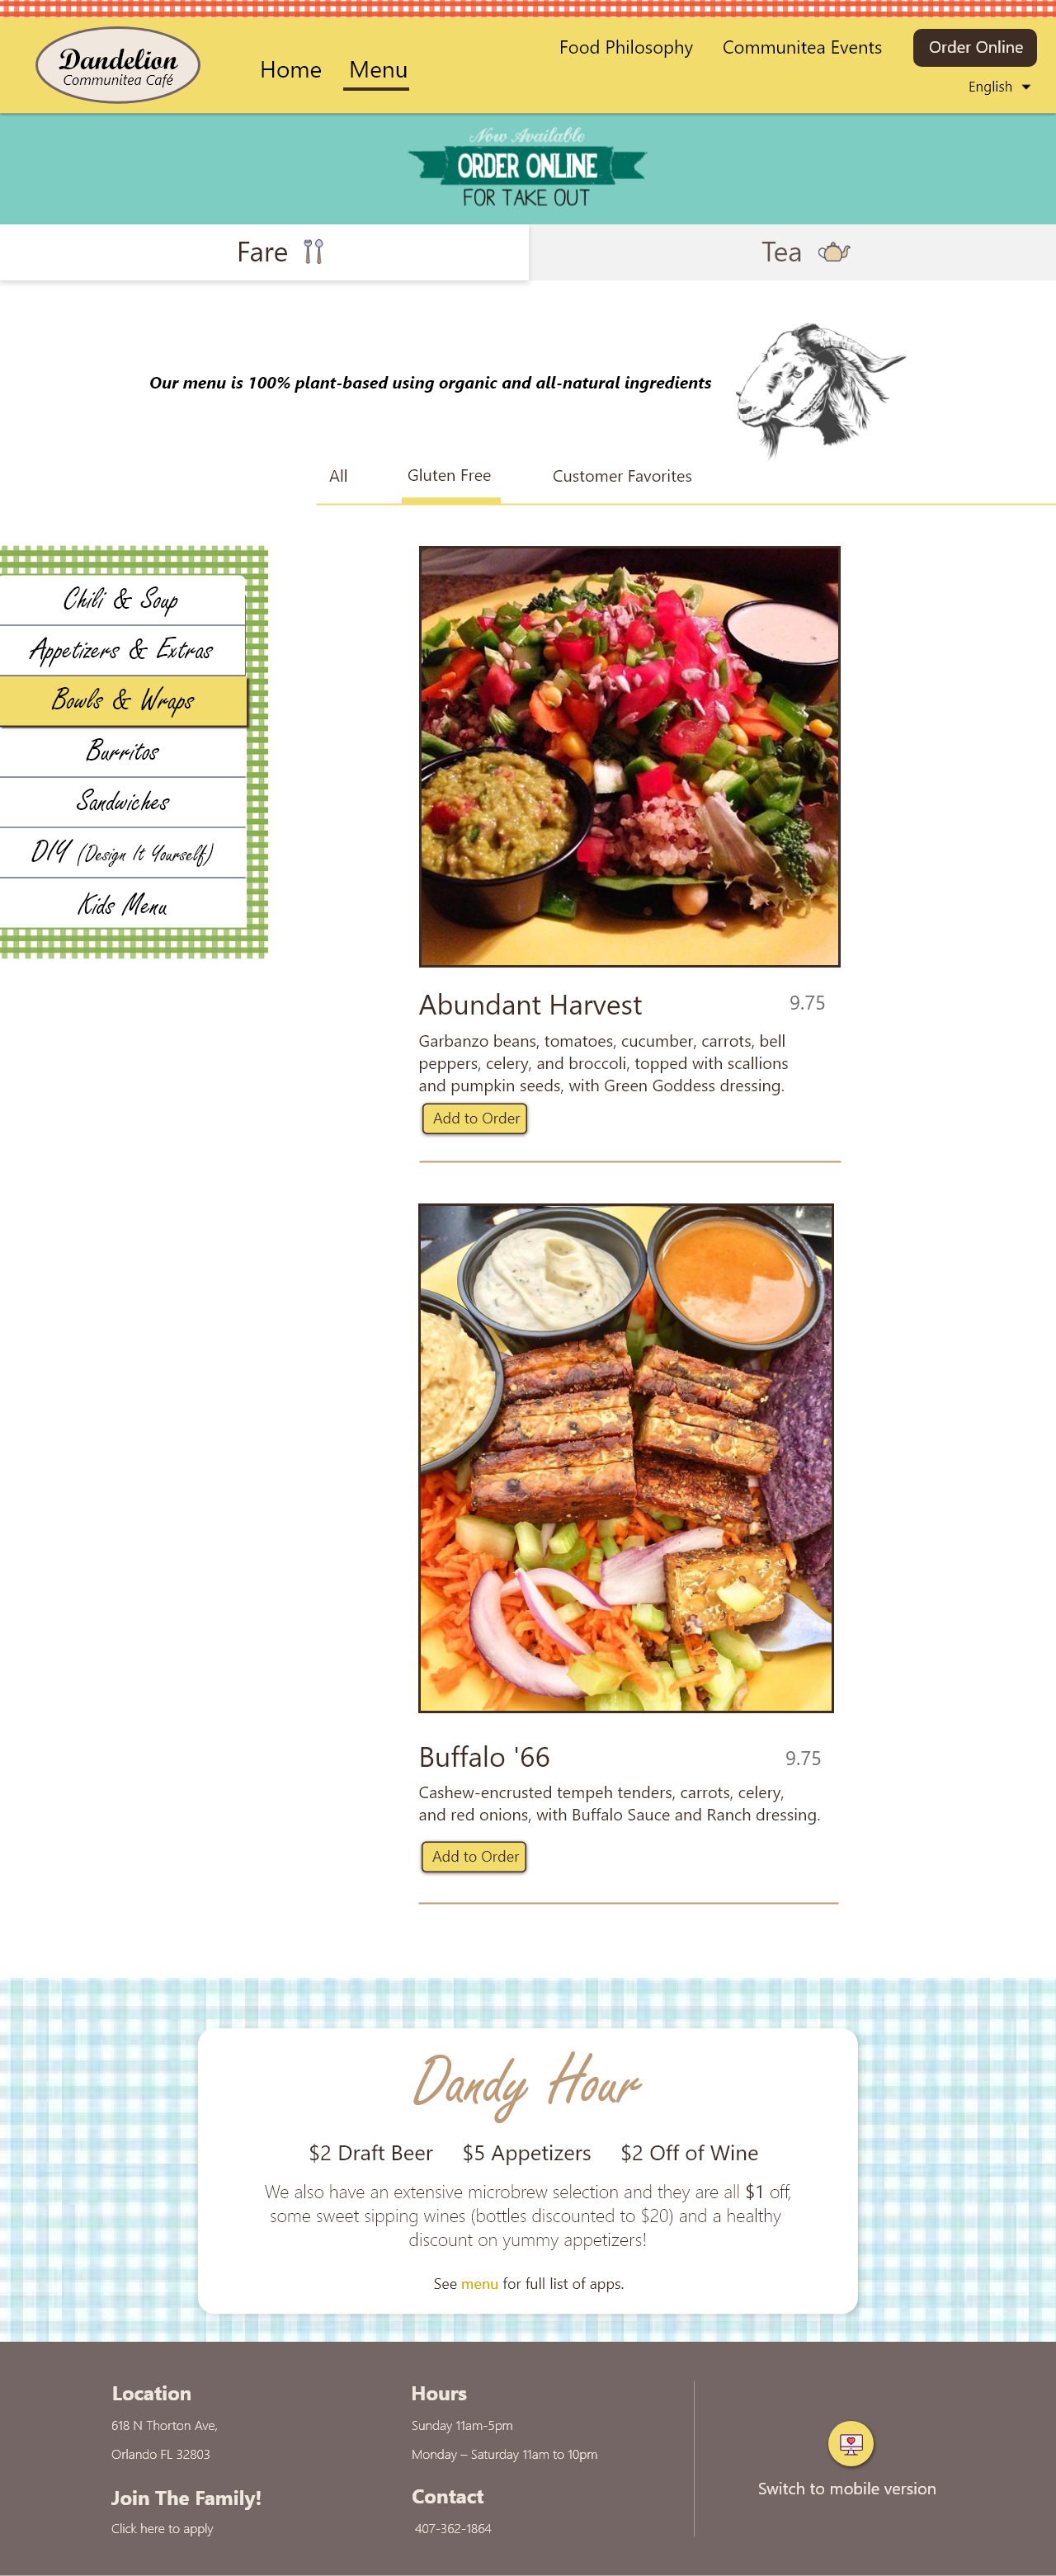 Dandelion
Communitea Café
Home
Menu
Food Philosophy
Communitea Events
Order Online
English
Now Available
ORDER ONLINE
FOR TAKE OUT
Fare
Tea
Our menu is 100% plant-based using organic and all-natural ingredients
All
Gluten Free
Customer Favorites
Chili & Soup
Appetizers & Extras
Bowls & Wraps
Burritos
Sandwiches
DIY (Design It Yourself)
Kids Menu
Abundant Harvest
9.75
Garbanzo beans, tomatoes, cucumber, carrots, bell
peppers, celery, and broccoli, topped with scallions
and pumpkin seeds, with Green Goddess dressing.
Add to Order
Buffalo '66
9.75
Cashew-encrusted tempeh tenders, carrots, celery,
and red onions, with Buffalo Sauce and Ranch dressing.
Add to Order
Dandy Hour
$2 Draft Beer
$5 Appetizers
$2 Off of Wine
We also have an extensive microbrew selection and they are all $1 off,
some sweet sipping wines (bottles discounted to $20) and a healthy
discount on yummy appetizers!
See menu for full list of apps.
Location
618 N Thorton Ave,
Orlando FL 32803
Join The Family!
Click here to apply
Hours
Sunday 11am-5pm
Monday – Saturday 11am to 10pm
Contact
407-362-1864
Switch to mobile version